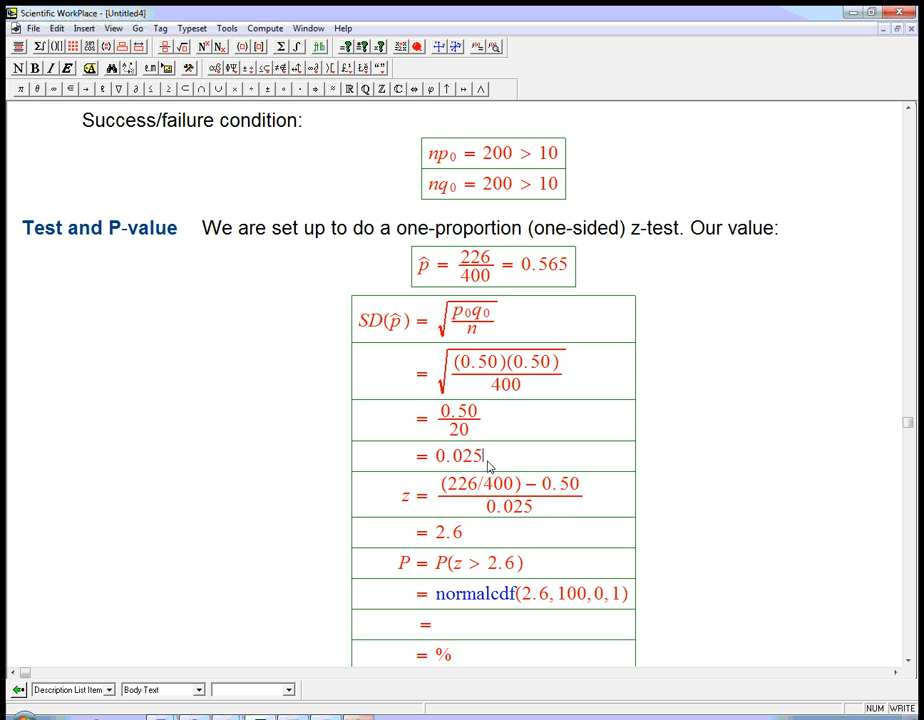 Scientific WorkPlace - [Untitled4]
File Edit Insert View Go Tag Typeset Tools Compute Window Help
Success/failure condition:
np₀ = 200 > 10
nq₀ = 200 > 10
Test and P-value We are set up to do a one-proportion (one-sided) z-test. Our value:
p̂ = 226/400 = 0.565
SD(p̂) = √(p₀q₀/n)
= √((0.50)(0.50)/400)
= 0.50/20
= 0.025
z = ((226/400) − 0.50)/0.025
= 2.6
P = P(z > 2.6)
= normalcdf(2.6, 100, 0, 1)
=
= %
Description List Item Body Text
NUM WRITE